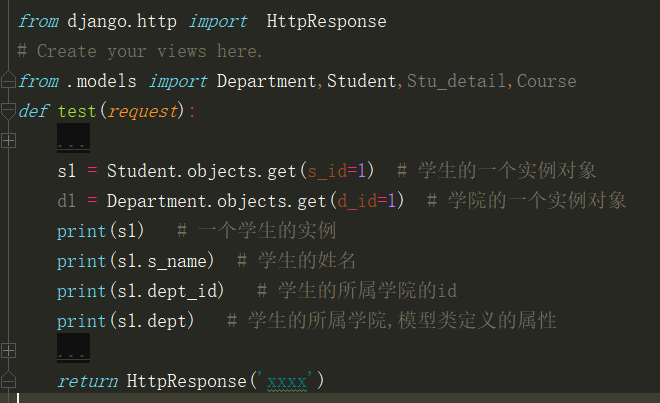 from django.http import  HttpResponse
# Create your views here.
from .models import Department,Student,Stu_detail,Course
def test(request):
...
s1 = Student.objects.get(s_id=1)  # 学生的一个实例对象
d1 = Department.objects.get(d_id=1)  # 学院的一个实例对象
print(s1)   # 一个学生的实例
print(s1.s_name)  # 学生的姓名
print(s1.dept_id)   # 学生的所属学院的id
print(s1.dept)   # 学生的所属学院,模型类定义的属性
...
return HttpResponse('xxxx')